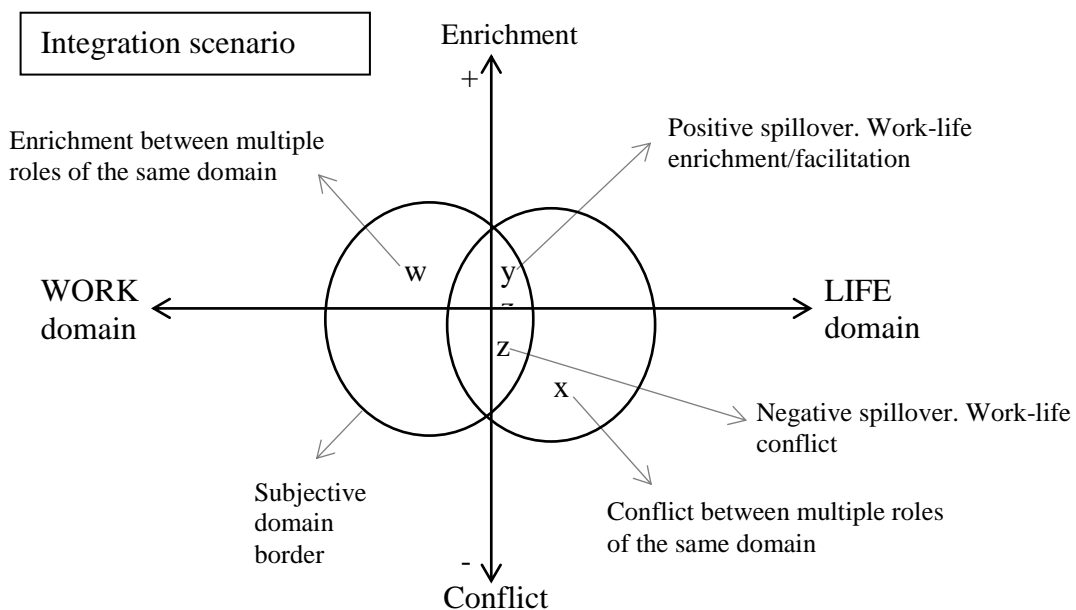 Integration scenario
Enrichment
+
Enrichment between multiple
roles of the same domain
Positive spillover. Work-life
enrichment/facilitation
w
y
WORK
domain
LIFE
domain
z
x
Negative spillover. Work-life
conflict
Subjective
domain
border
Conflict between multiple roles
of the same domain
-
Conflict